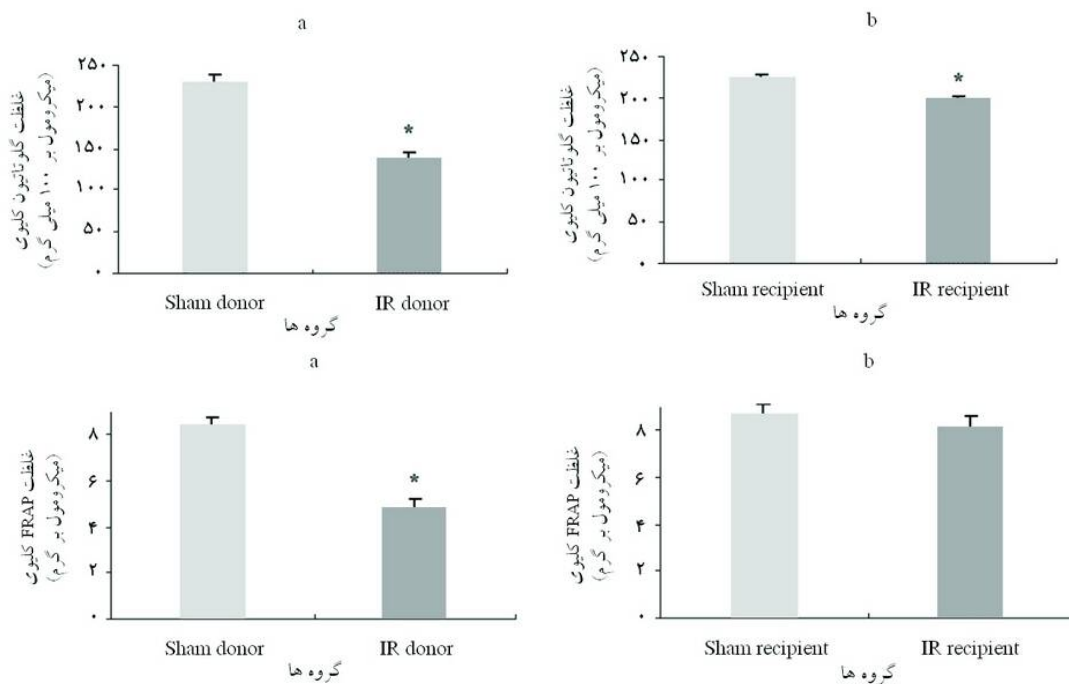 a
غلظت گلوتاتیون کلیوی
(میکرومول بر ۱۰۰ میلی گرم)
۲۵۰
۲۰۰
۱۵۰
۱۰۰
۵۰
۰
*
Sham donor IR donor
گروه ها
b
غلظت گلوتاتیون کلیوی
(میکرومول بر ۱۰۰ میلی گرم)
۲۵۰
۲۰۰
۱۵۰
۱۰۰
۵۰
۰
*
Sham recipient IR recipient
گروه ها
a
غلظت FRAP کلیوی
(میکرومول بر گرم)
۸
۶
۴
۲
۰
*
Sham donor IR donor
گروه ها
b
غلظت FRAP کلیوی
(میکرومول بر گرم)
۸
۶
۴
۲
۰
Sham recipient IR recipient
گروه ها